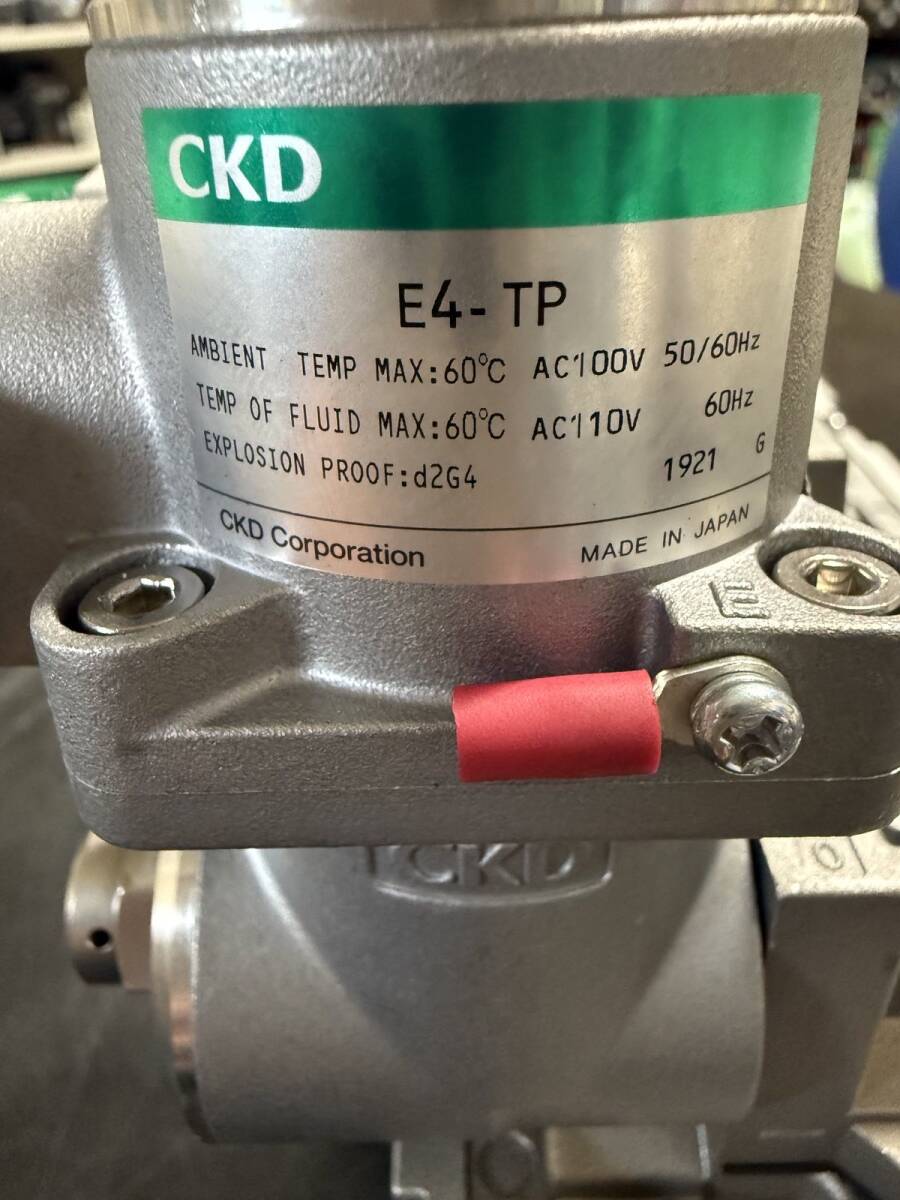 CKD
E4-TP
AMBIENT TEMP MAX:60℃ AC100V 50/60Hz
TEMP OF FLUID MAX:60℃ AC110V 60Hz
EXPLOSION PROOF:d2G4 1921 G
CKD Corporation MADE IN JAPAN
E
CKD
10